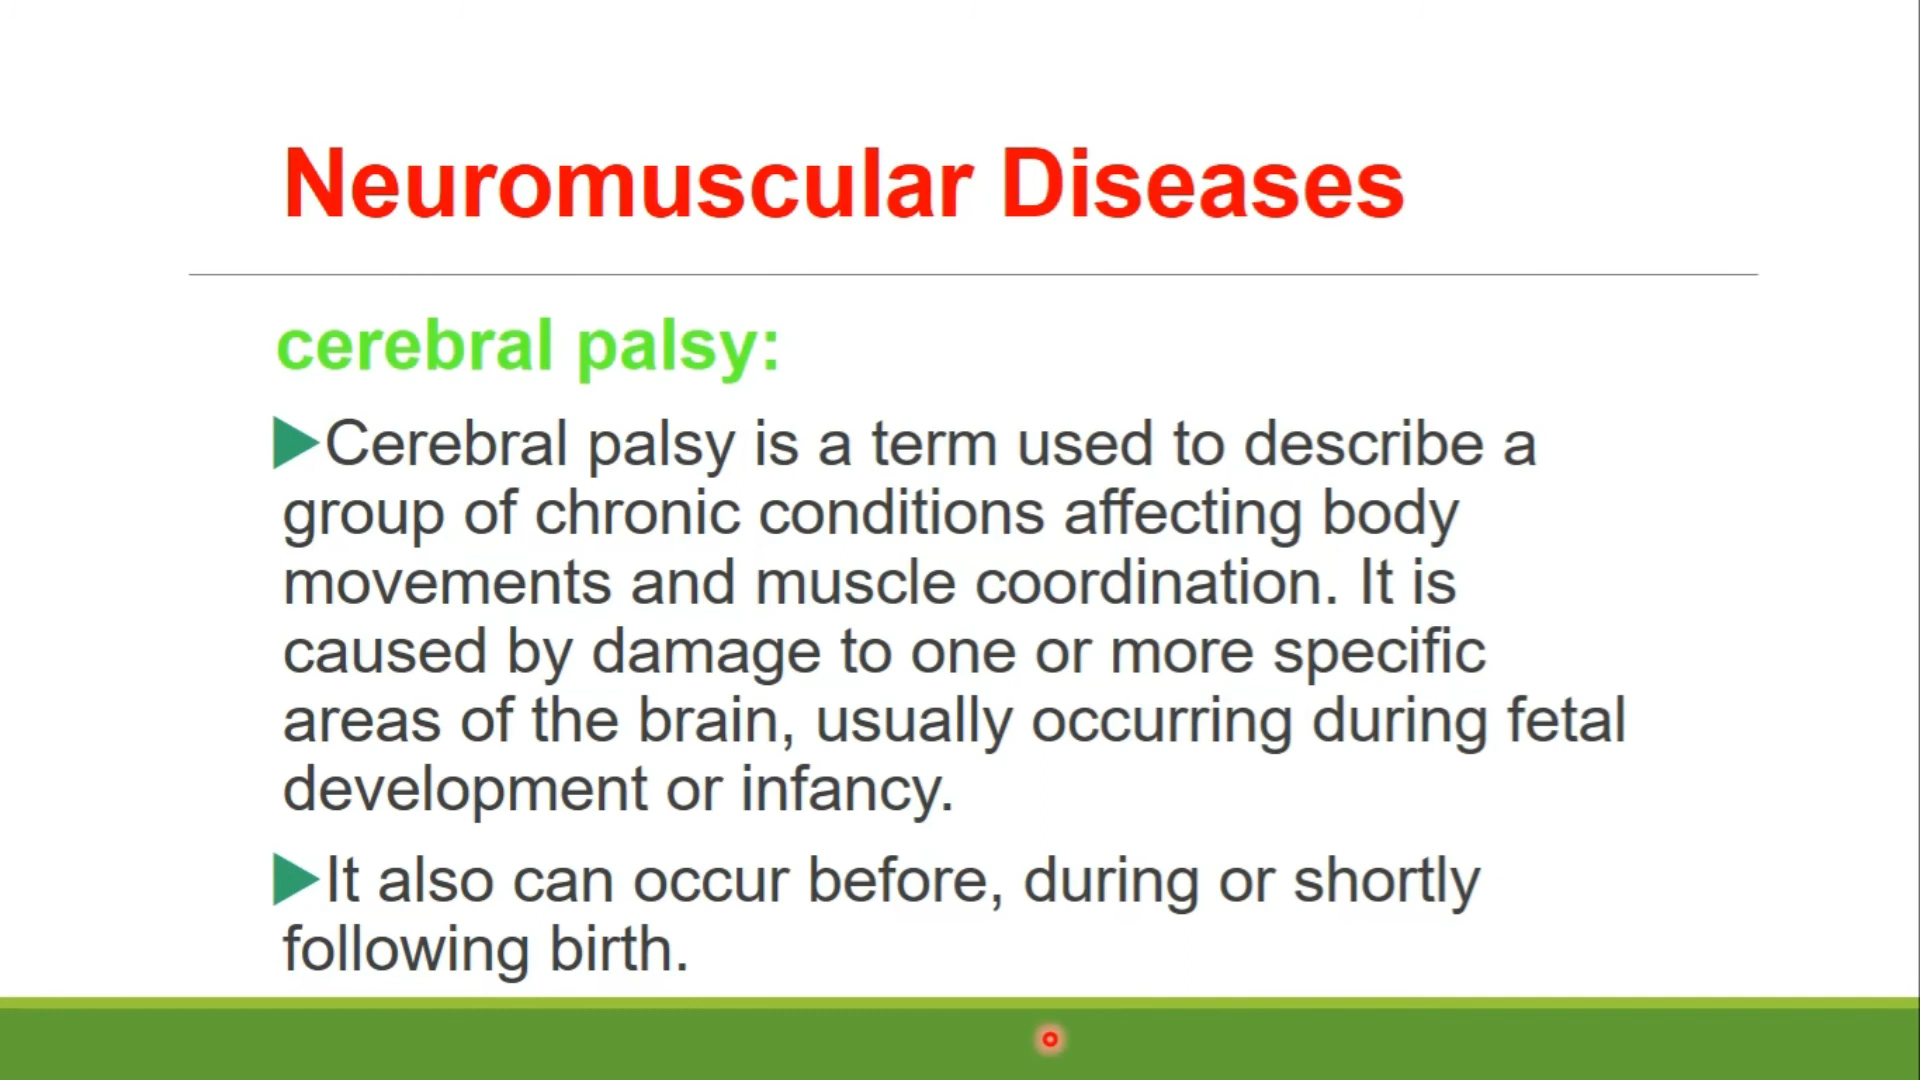 Neuromuscular Diseases
cerebral palsy:
Cerebral palsy is a term used to describe a
group of chronic conditions affecting body
movements and muscle coordination. It is
caused by damage to one or more specific
areas of the brain, usually occurring during fetal
development or infancy.
It also can occur before, during or shortly
following birth.